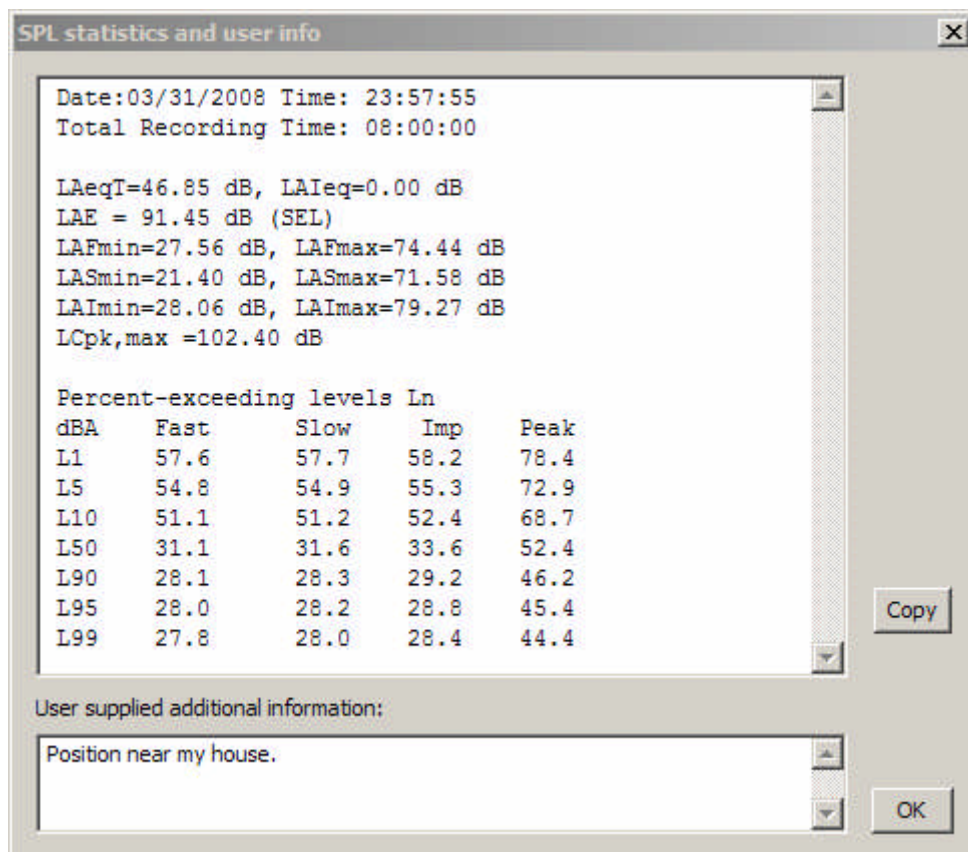 SPL statistics and user info
Date:03/31/2008 Time: 23:57:55
Total Recording Time: 08:00:00
LAeqT=46.85 dB, LAIeq=0.00 dB
LAE = 91.45 dB (SEL)
LAFmin=27.56 dB, LAFmax=74.44 dB
LASmin=21.40 dB, LASmax=71.58 dB
LAImin=28.06 dB, LAImax=79.27 dB
LCpk,max =102.40 dB
Percent-exceeding levels Ln
dBA Fast Slow Imp Peak
L1 57.6 57.7 58.2 78.4
L5 54.8 54.9 55.3 72.9
L10 51.1 51.2 52.4 68.7
L50 31.1 31.6 33.6 52.4
L90 28.1 28.3 29.2 46.2
L95 28.0 28.2 28.8 45.4
L99 27.8 28.0 28.4 44.4
Copy
User supplied additional information:
Position near my house.
OK